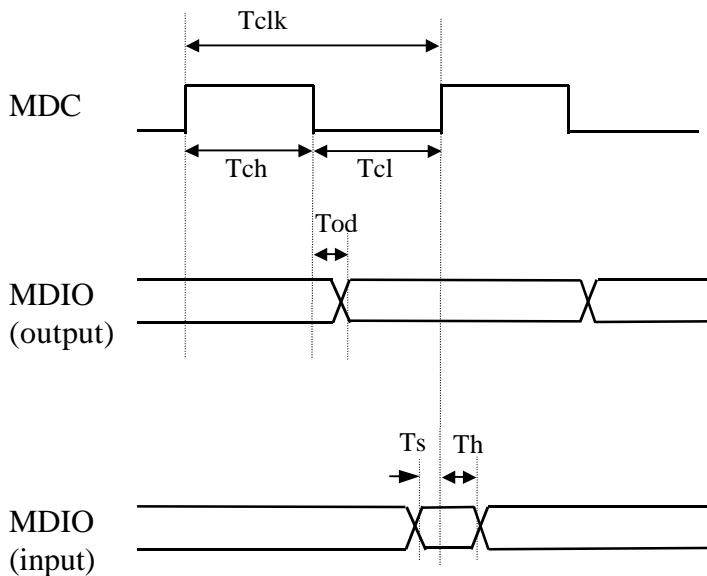 Tclk
MDC
Tch
Tcl
Tod
MDIO
(output)
Ts
Th
MDIO
(input)